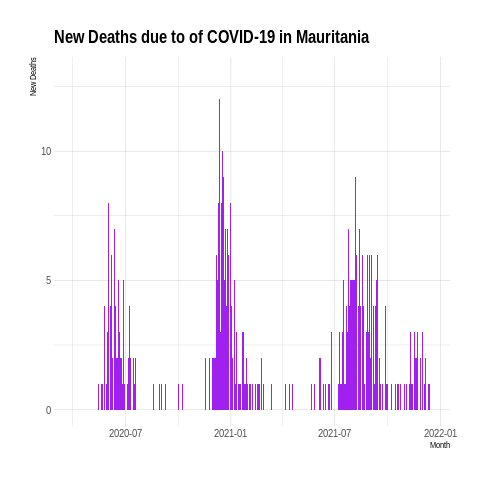 New Deaths due to of COVID-19 in Mauritania
New Deaths
10
5
0
2020-07
2021-01
2021-07
2022-01
Month